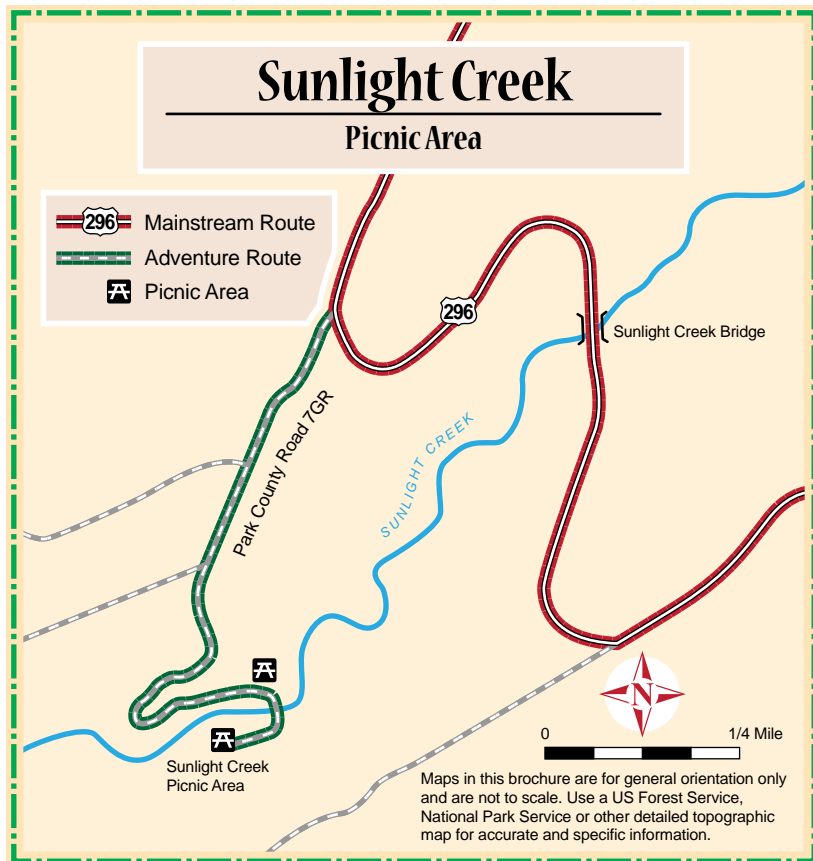 Sunlight Creek
Picnic Area
296 Mainstream Route
Adventure Route
Picnic Area
296
Sunlight Creek Bridge
Park County Road 7GR
SUNLIGHT CREEK
N
0 1/4 Mile
Sunlight Creek
Picnic Area
Maps in this brochure are for general orientation only
and are not to scale. Use a US Forest Service,
National Park Service or other detailed topographic
map for accurate and specific information.